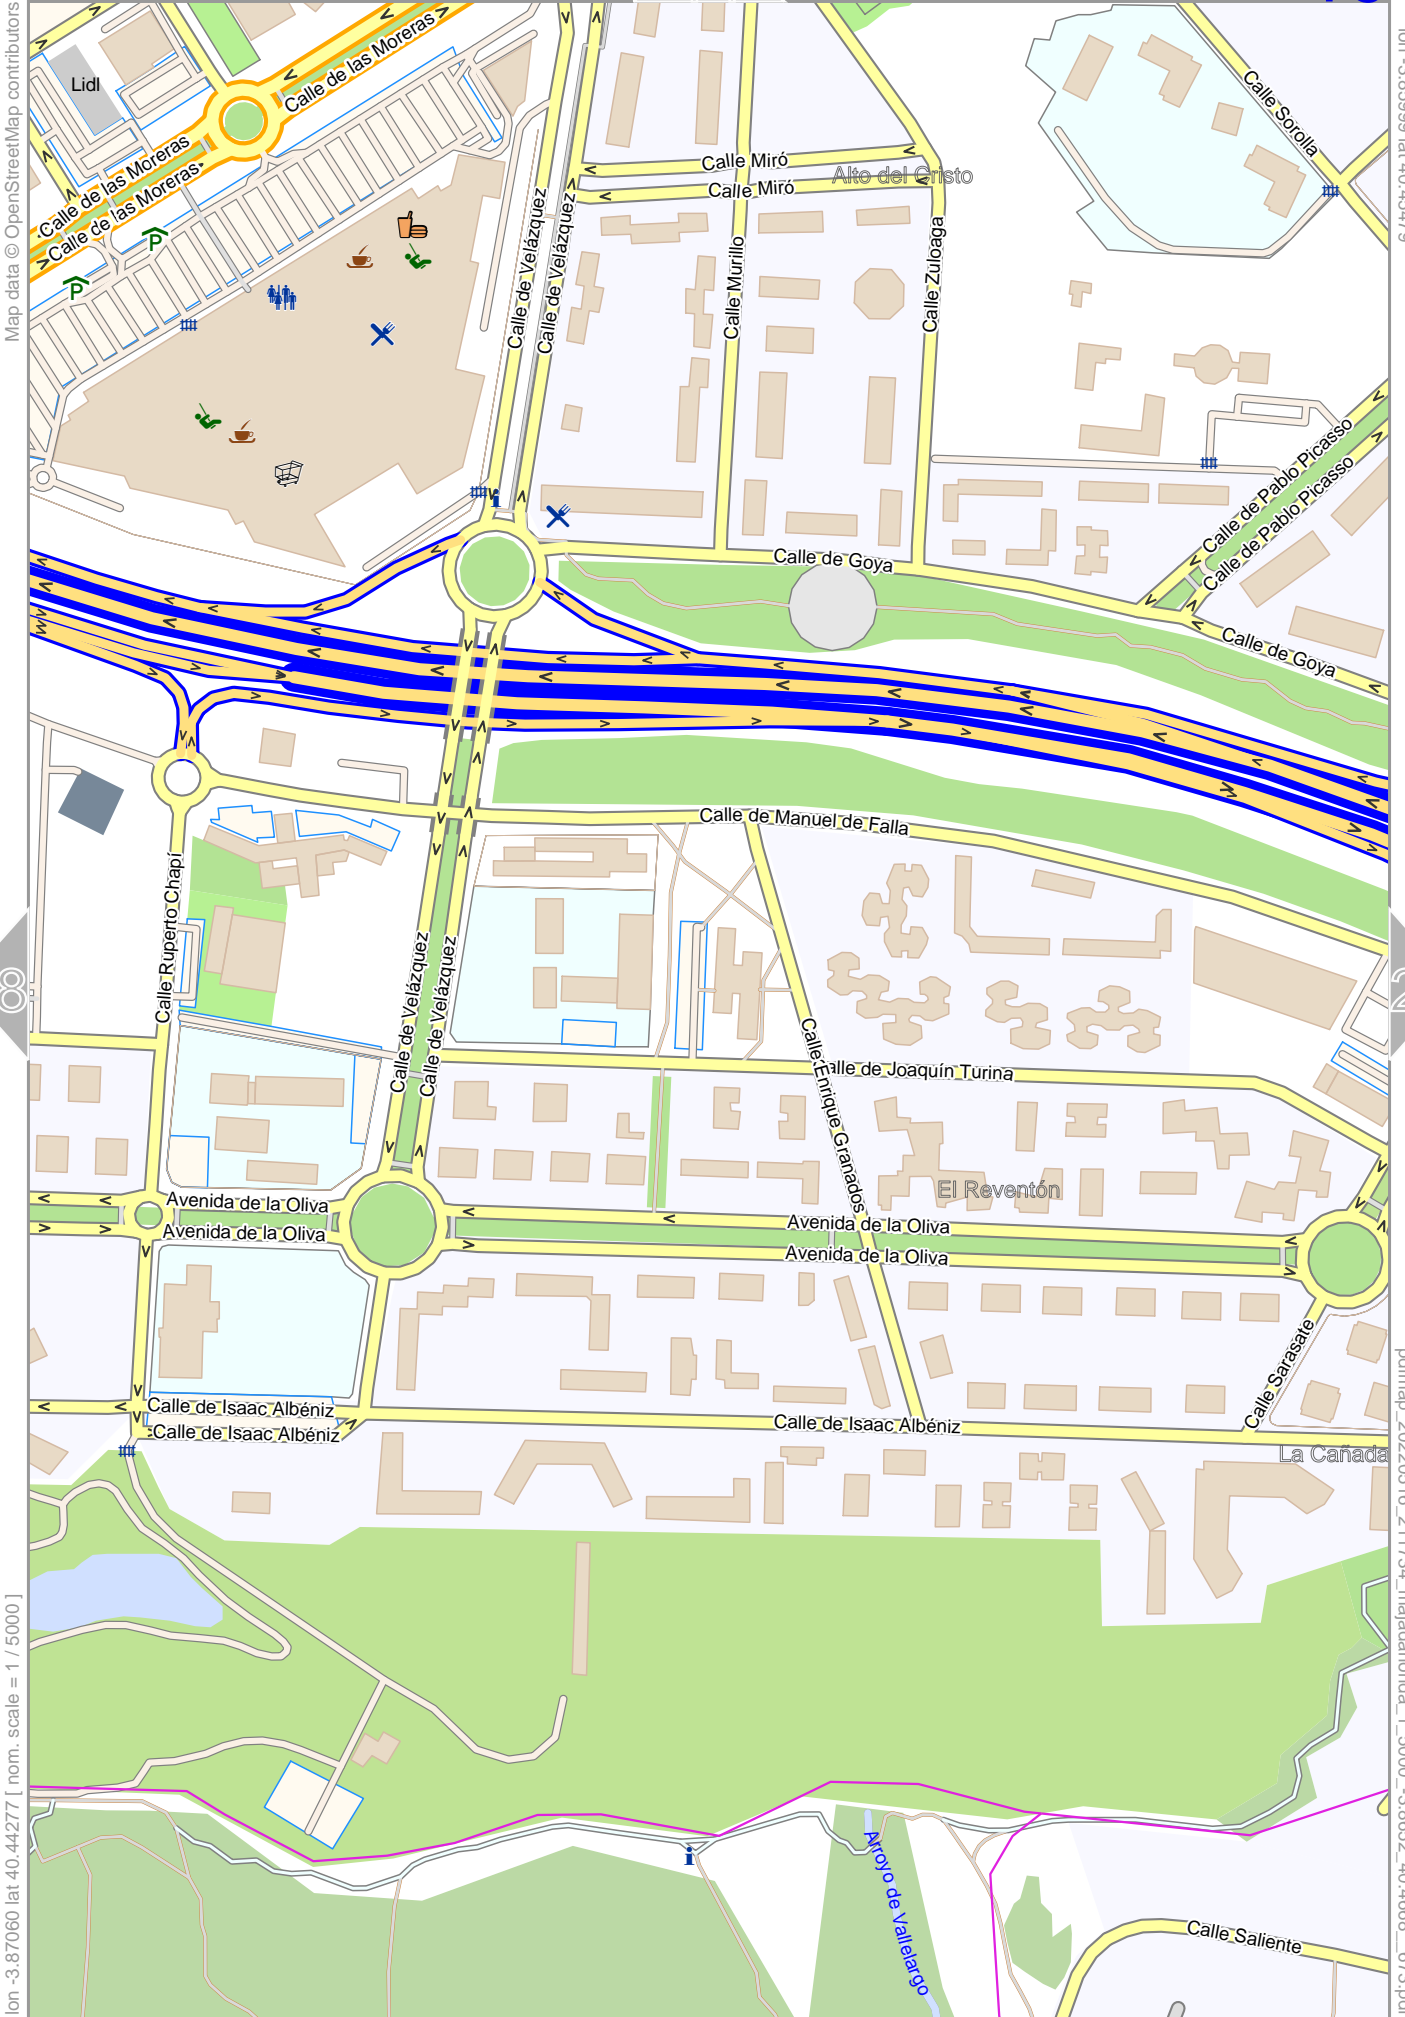 Map data © OpenStreetMap contributors
Lidl
Calle de las Moreras
Calle de las Moreras
Calle de las Moreras
Calle de las Moreras
P
P
Calle Sorolla
Calle Miró
Calle Miró
Alto del Cristo
Calle de Velázquez
Calle de Velázquez
Calle Murillo
Calle Zuloaga
Calle de Pablo Picasso
Calle de Pablo Picasso
Calle de Goya
Calle de Goya
Calle de Manuel de Falla
Calle Ruperto Chapí
Calle de Velázquez
Calle de Velázquez
8
Calle Enrique Granados
alle de Joaquín Turina
El Reventón
Avenida de la Oliva
Avenida de la Oliva
Avenida de la Oliva
Avenida de la Oliva
Calle Sarasate
Calle de Isaac Albéniz
Calle de Isaac Albéniz
Calle de Isaac Albéniz
La Cañada
Arroyo de Vallelargo
Calle Saliente
lon -3.87060 lat 40.44277 [ nom. scale = 1 / 5000 ]